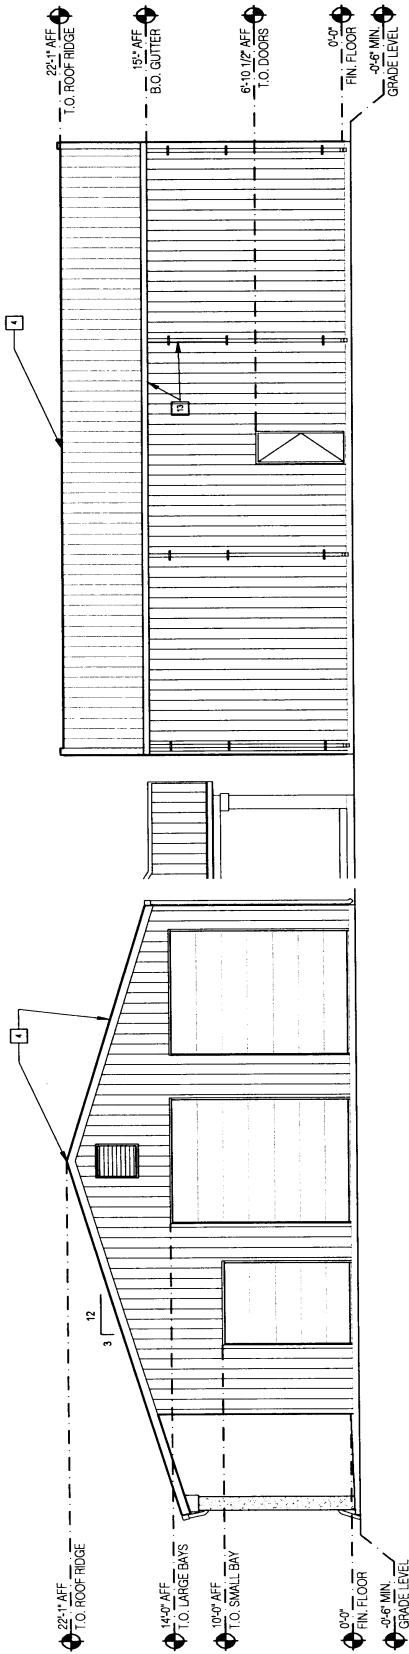 22'-1" AFF
T.O. ROOF RIDGE
14'-0" AFF
T.O. LARGE BAYS
10'-0" AFF
T.O. SMALL BAY
0'-0"
FIN. FLOOR
-0'-6" MIN.
GRADE LEVEL
3
12
4
4
13
22'-1" AFF
T.O. ROOF RIDGE
15'-" AFF
B.O. GUTTER
6'-10 1/2" AFF
T.O. DOORS
0'-0"
FIN. FLOOR
-0'-6" MIN.
GRADE LEVEL